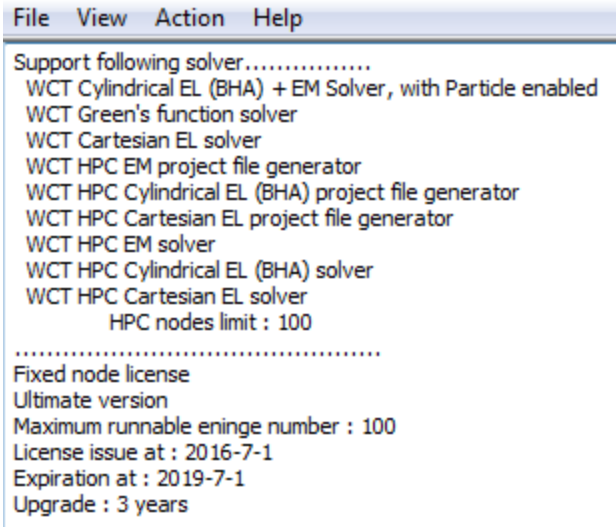 File View Action Help
Support following solver................
WCT Cylindrical EL (BHA) + EM Solver, with Particle enabled
WCT Green's function solver
WCT Cartesian EL solver
WCT HPC EM project file generator
WCT HPC Cylindrical EL (BHA) project file generator
WCT HPC Cartesian EL project file generator
WCT HPC EM solver
WCT HPC Cylindrical EL (BHA) solver
WCT HPC Cartesian EL solver
HPC nodes limit : 100
..............................................
Fixed node license
Ultimate version
Maximum runnable eninge number : 100
License issue at : 2016-7-1
Expiration at : 2019-7-1
Upgrade : 3 years